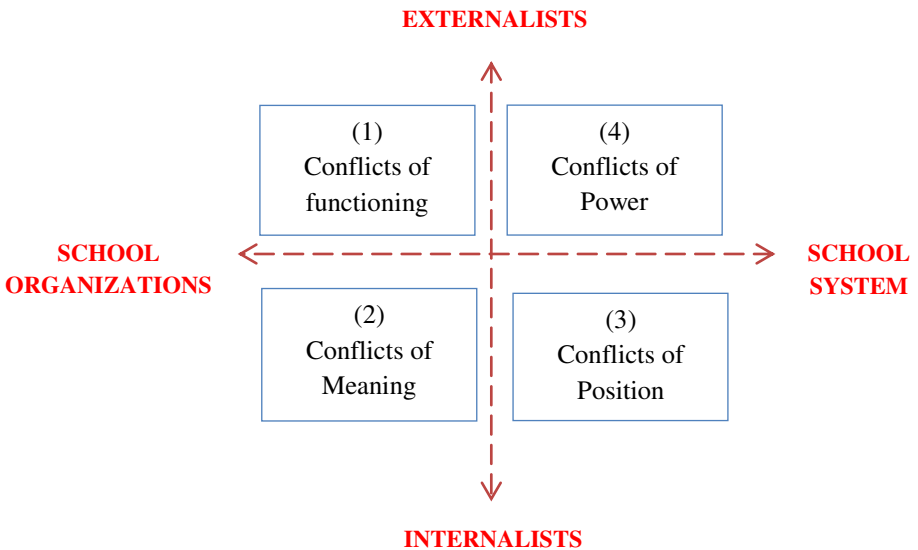 EXTERNALISTS
(1)
Conflicts of
functioning
(4)
Conflicts of
Power
SCHOOL
ORGANIZATIONS
SCHOOL
SYSTEM
(2)
Conflicts of
Meaning
(3)
Conflicts of
Position
INTERNALISTS